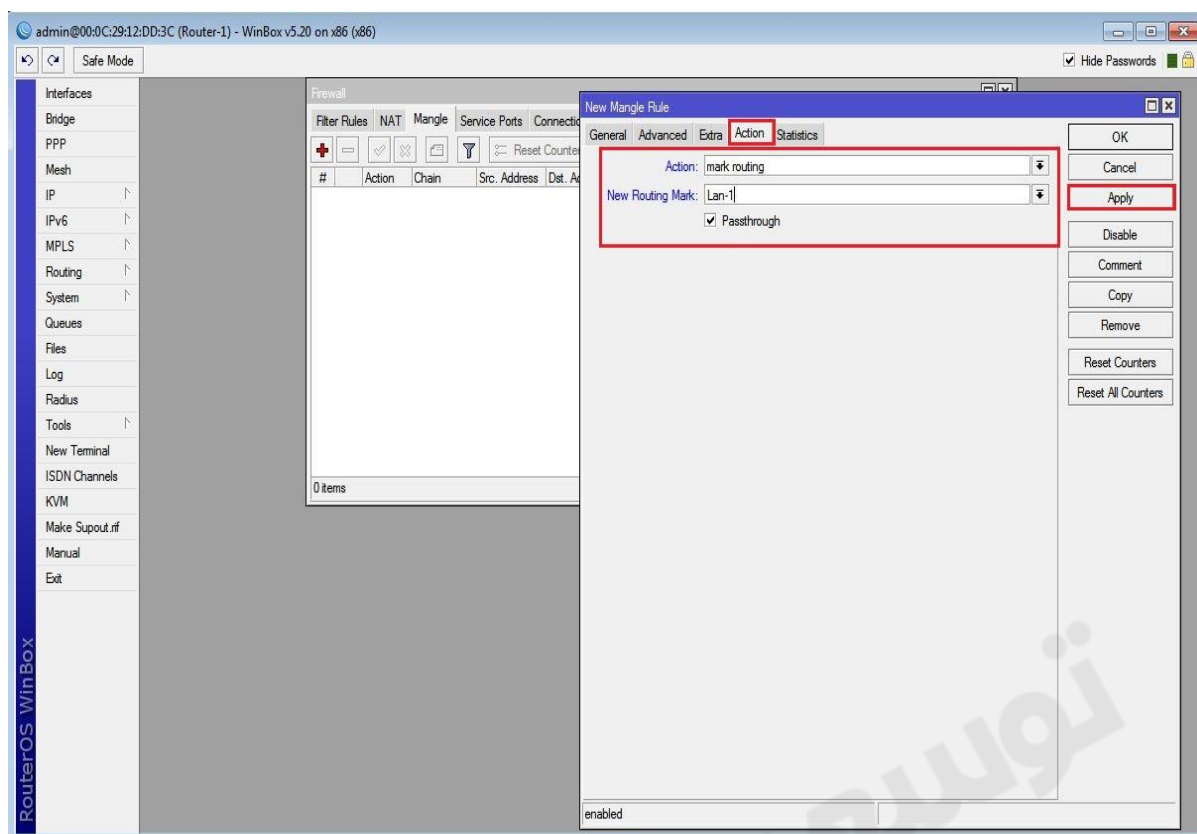 admin@00:0C:29:12:DD:3C (Router-1) - WinBox v5.20 on x86 (x86)
Safe Mode
Hide Passwords
Interfaces
Bridge
PPP
Mesh
IP
IPv6
MPLS
Routing
System
Queues
Files
Log
Radius
Tools
New Terminal
ISDN Channels
KVM
Make Supout.rif
Manual
Exit
RouterOS WinBox
Firewall
Filter Rules NAT Mangle Service Ports
Reset Counte
# Action Chain Src. Address Dst. Ad
0 items
New Mangle Rule
General Advanced Extra Action Statistics
Action: mark routing
New Routing Mark: Lan-1
Passthrough
OK
Cancel
Apply
Disable
Comment
Copy
Remove
Reset Counters
Reset All Counters
enabled